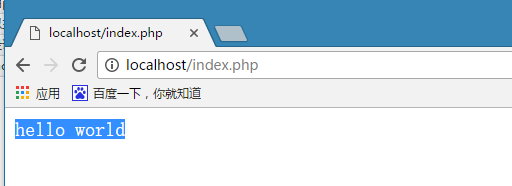 localhost/index.php
localhost/index.php
应用 百度一下，你就知道
hello world